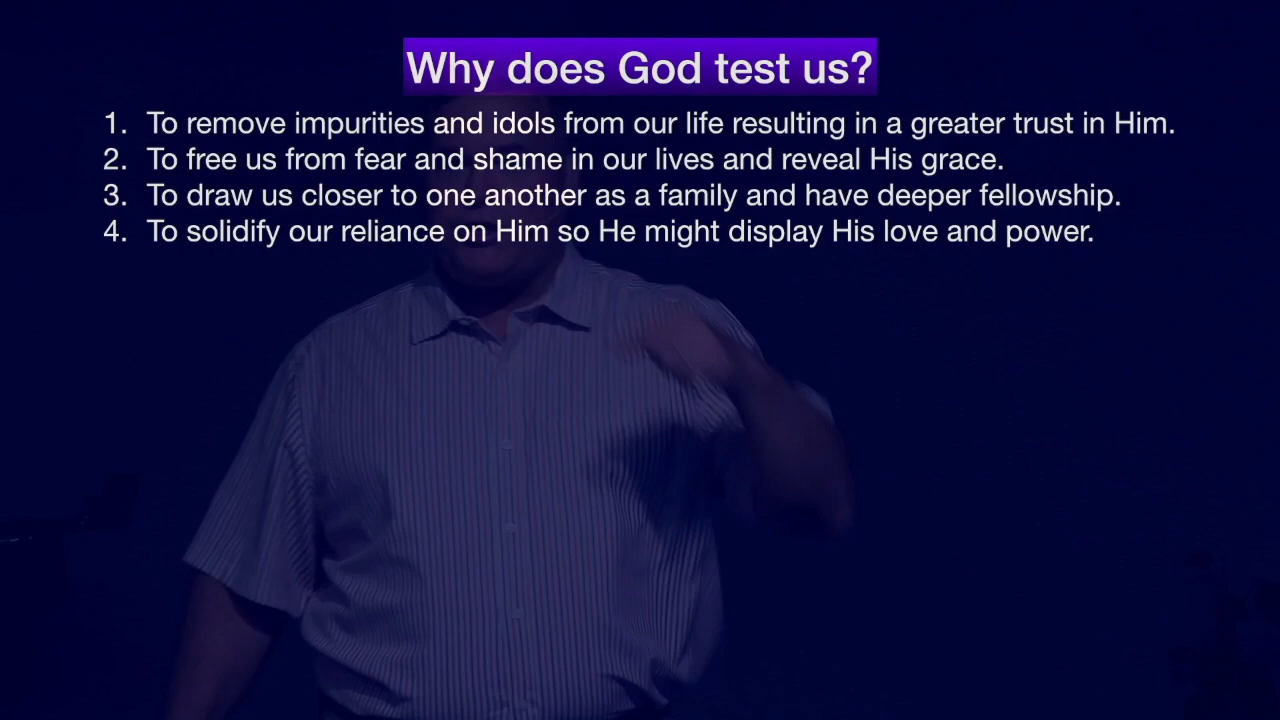 Why does God test us?
1. To remove impurities and idols from our life resulting in a greater trust in Him.
2. To free us from fear and shame in our lives and reveal His grace.
3. To draw us closer to one another as a family and have deeper fellowship.
4. To solidify our reliance on Him so He might display His love and power.